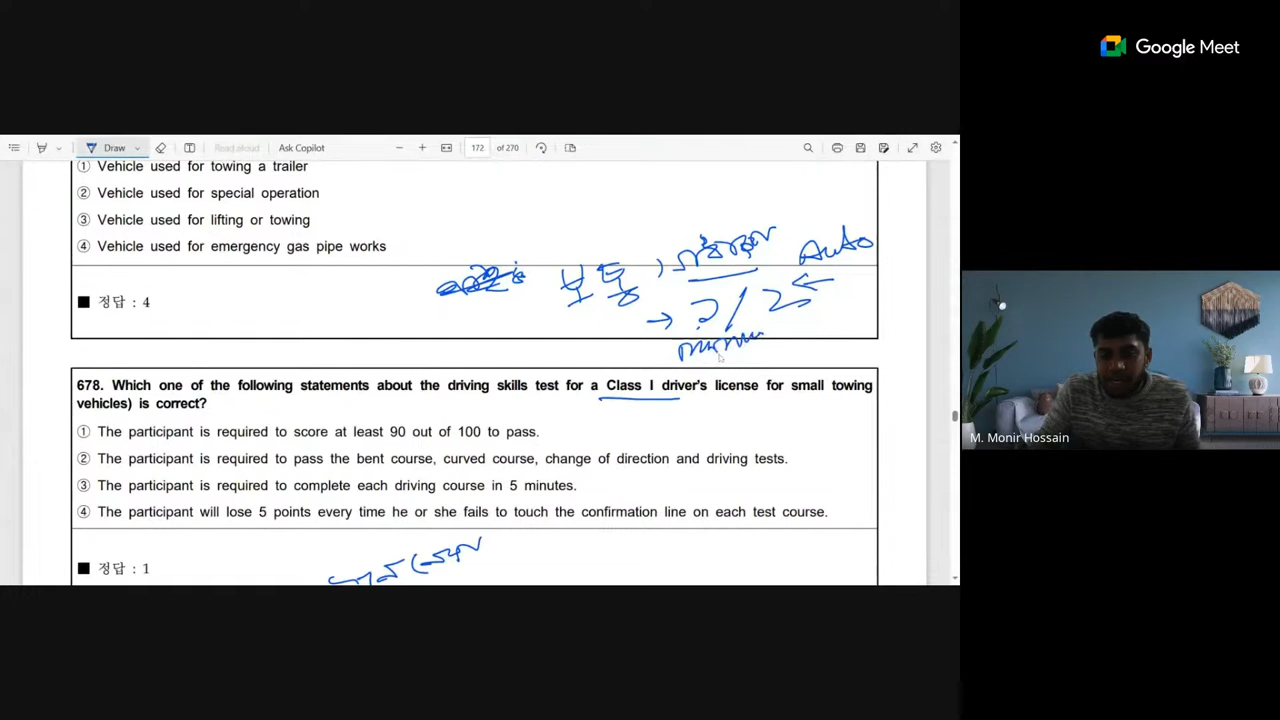 Google Meet
Draw
Read aloud
Ask Copilot
172 of 270
① Vehicle used for towing a trailer
② Vehicle used for special operation
③ Vehicle used for lifting or towing
④ Vehicle used for emergency gas pipe works
보통 , Auto
■ 정답 : 4
678. Which one of the following statements about the driving skills test for a Class I driver's license for small towing
vehicles) is correct?
① The participant is required to score at least 90 out of 100 to pass.
② The participant is required to pass the bent course, curved course, change of direction and driving tests.
③ The participant is required to complete each driving course in 5 minutes.
④ The participant will lose 5 points every time he or she fails to touch the confirmation line on each test course.
■ 정답 : 1
M. Monir Hossain